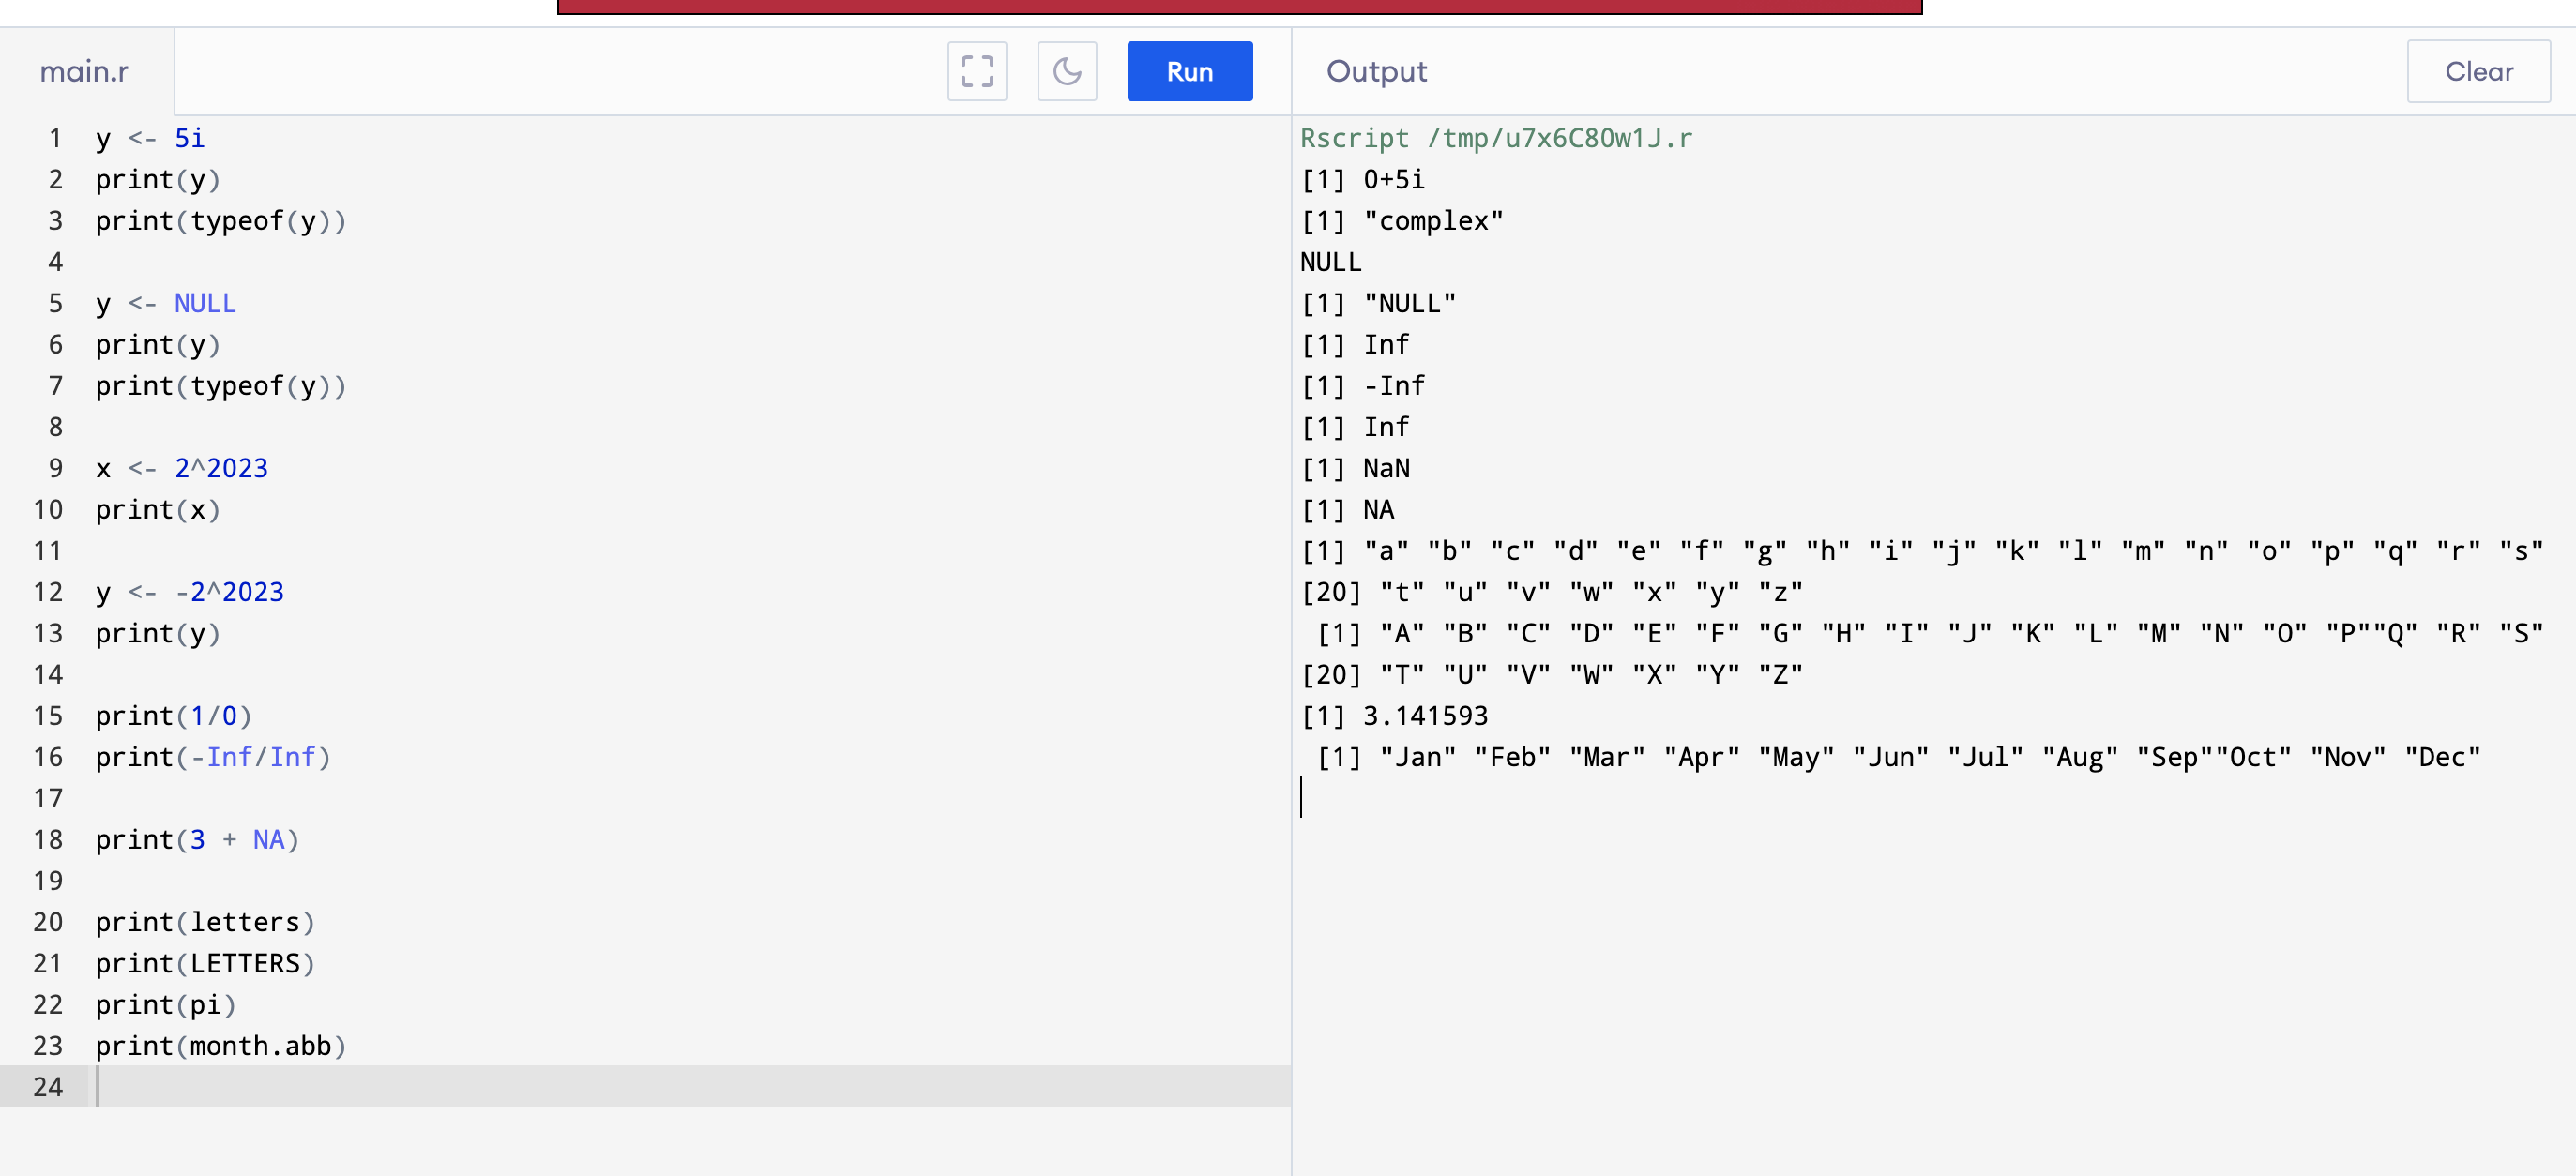 main.r
Run
Output
Clear
1 y <- 5i
2 print(y)
3 print(typeof(y))
4
5 y <- NULL
6 print(y)
7 print(typeof(y))
8
9 x <- 2^2023
10 print(x)
11
12 y <- -2^2023
13 print(y)
14
15 print(1/0)
16 print(-Inf/Inf)
17
18 print(3 + NA)
19
20 print(letters)
21 print(LETTERS)
22 print(pi)
23 print(month.abb)
24
Rscript /tmp/u7x6C80w1J.r
[1] 0+5i
[1] "complex"
NULL
[1] "NULL"
[1] Inf
[1] -Inf
[1] Inf
[1] NaN
[1] NA
[1] "a" "b" "c" "d" "e" "f" "g" "h" "i" "j" "k" "l" "m" "n" "o" "p" "q" "r" "s"
[20] "t" "u" "v" "w" "x" "y" "z"
[1] "A" "B" "C" "D" "E" "F" "G" "H" "I" "J" "K" "L" "M" "N" "O" "P""Q" "R" "S"
[20] "T" "U" "V" "W" "X" "Y" "Z"
[1] 3.141593
[1] "Jan" "Feb" "Mar" "Apr" "May" "Jun" "Jul" "Aug" "Sep""Oct" "Nov" "Dec"